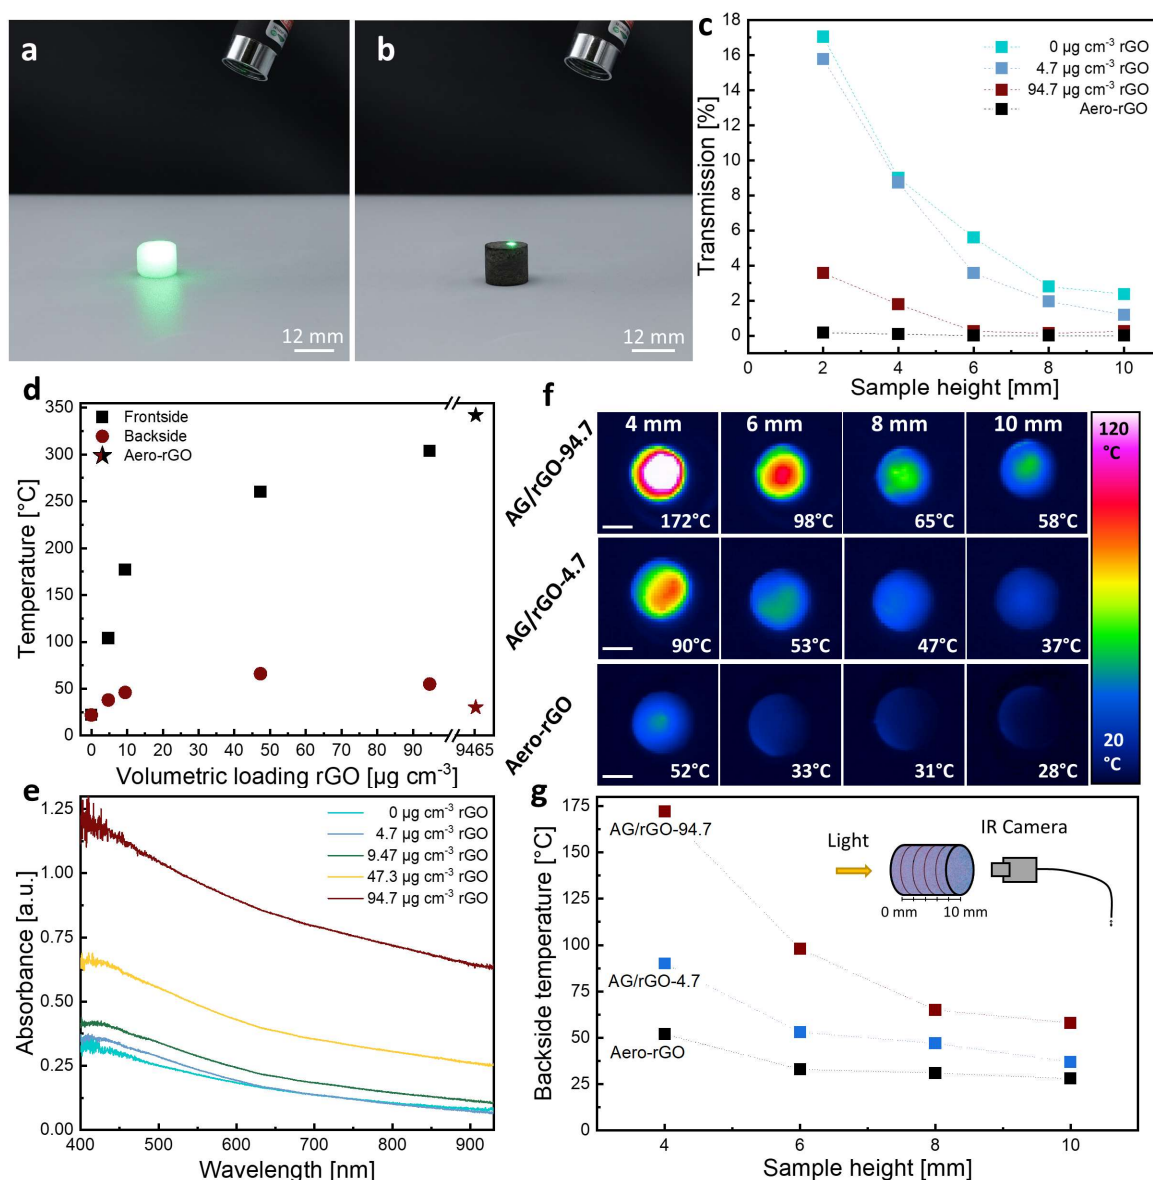 a
12 mm
b
12 mm
c
Transmission [%]
18
16
14
12
10
8
6
4
2
0
0 2 4 6 8 10
Sample height [mm]
0 µg cm⁻³ rGO
4.7 µg cm⁻³ rGO
94.7 µg cm⁻³ rGO
Aero-rGO
d
Temperature [°C]
350
300
250
200
150
100
50
0
0 10 20 30 40 50 60 70 80 90 9465
Volumetric loading rGO [µg cm⁻³]
Frontside
Backside
Aero-rGO
f
4 mm 6 mm 8 mm 10 mm
AG/rGO-94.7
172°C 98°C 65°C 58°C
AG/rGO-4.7
90°C 53°C 47°C 37°C
Aero-rGO
52°C 33°C 31°C 28°C
120
°C
20
°C
e
Absorbance [a.u.]
1.25
1.00
0.75
0.50
0.25
0.00
400 500 600 700 800 900
Wavelength [nm]
0 µg cm⁻³ rGO
4.7 µg cm⁻³ rGO
9.47 µg cm⁻³ rGO
47.3 µg cm⁻³ rGO
94.7 µg cm⁻³ rGO
g
Backside temperature [°C]
175
150
125
100
75
50
25
0
4 6 8 10
Sample height [mm]
AG/rGO-94.7
AG/rGO-4.7
Aero-rGO
Light
IR Camera
0 mm 10 mm